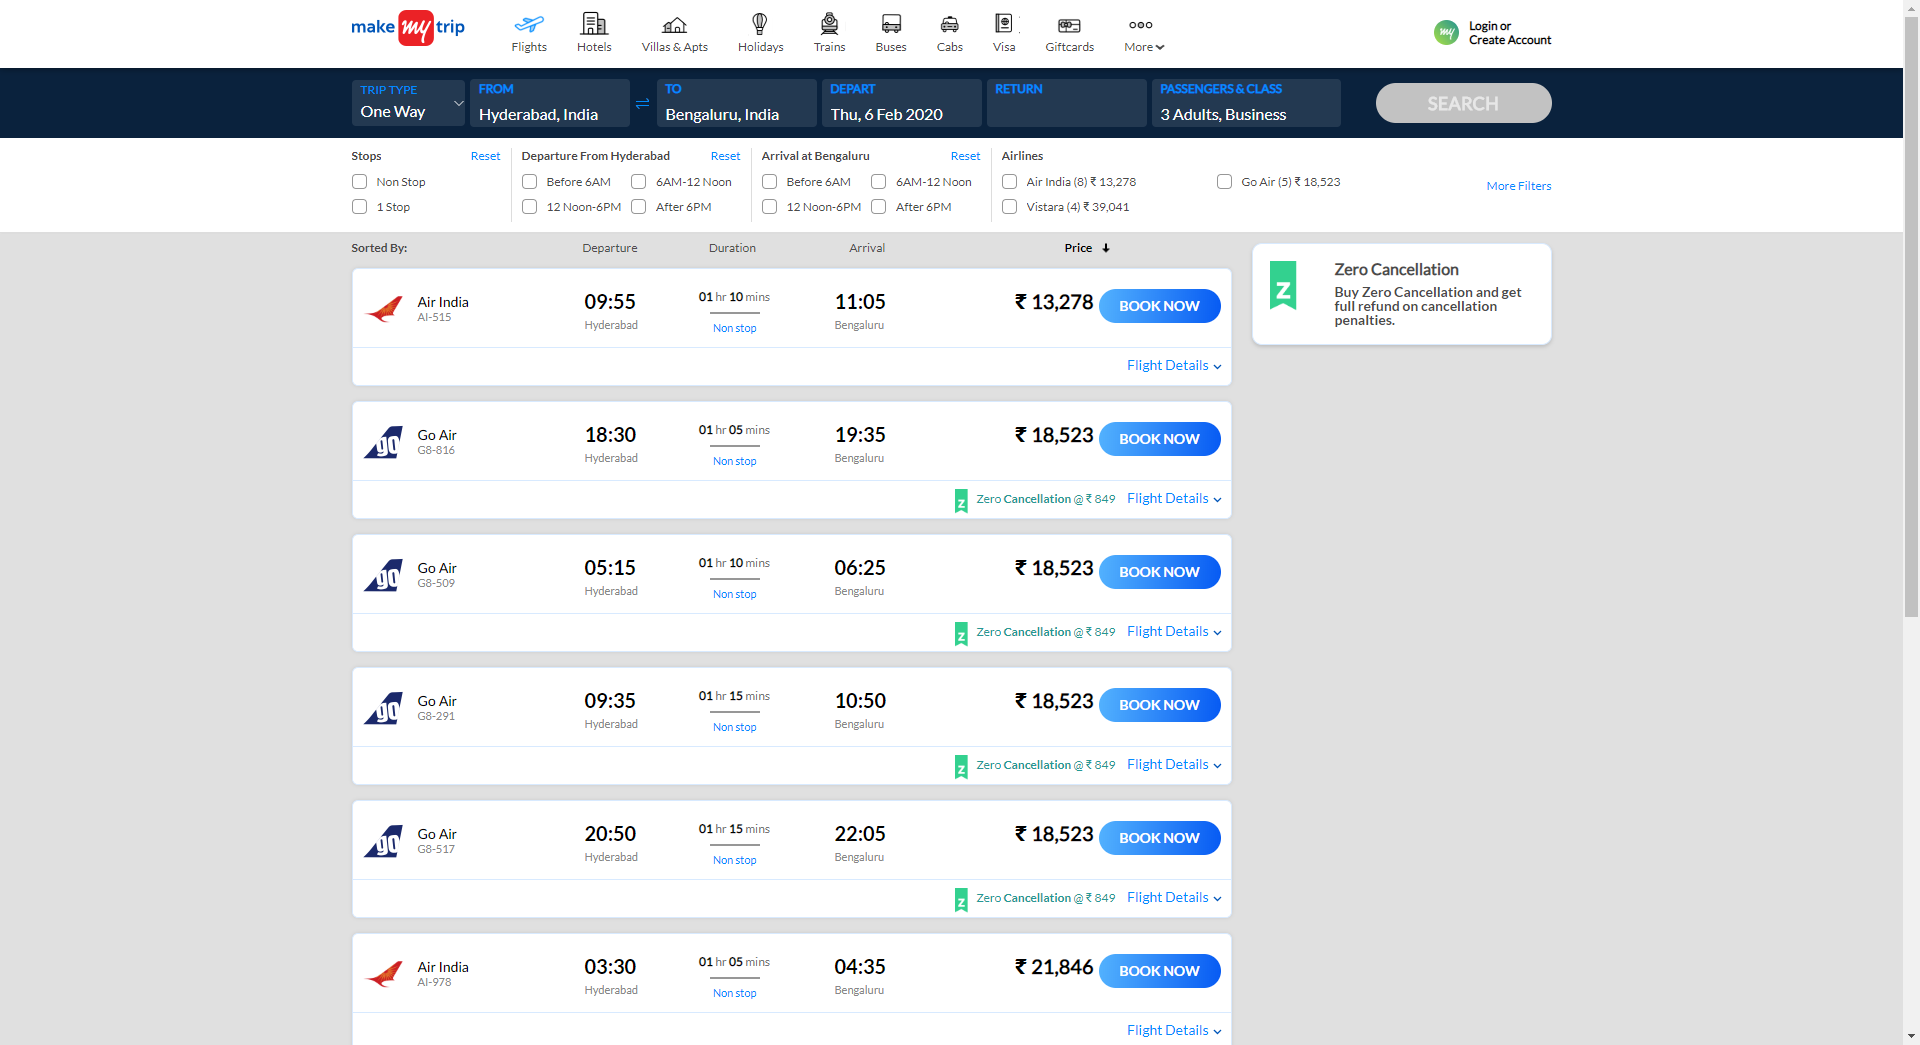 make my trip
Flights
Hotels
Villas & Apts
Holidays
Trains
Buses
Cabs
Visa
Giftcards
More
my
Login or
Create Account
TRIP TYPE
One Way
FROM
Hyderabad, India
TO
Bengaluru, India
DEPART
Thu, 6 Feb 2020
RETURN
PASSENGERS & CLASS
3 Adults, Business
SEARCH
Stops Reset
Non Stop
1 Stop
Departure From Hyderabad Reset
Before 6AM 6AM-12 Noon
12 Noon-6PM After 6PM
Arrival at Bengaluru Reset
Before 6AM 6AM-12 Noon
12 Noon-6PM After 6PM
Airlines
Air India (8) ₹ 13,278 Go Air (5) ₹ 18,523
Vistara (4) ₹ 39,041
More Filters
Sorted By: Departure Duration Arrival Price
Air India 09:55 01 hr 10 mins 11:05 ₹ 13,278 BOOK NOW
AI-515 Hyderabad Non stop Bengaluru
Flight Details
go Go Air 18:30 01 hr 05 mins 19:35 ₹ 18,523 BOOK NOW
G8-816 Hyderabad Non stop Bengaluru
Z Zero Cancellation @ ₹ 849 Flight Details
go Go Air 05:15 01 hr 10 mins 06:25 ₹ 18,523 BOOK NOW
G8-509 Hyderabad Non stop Bengaluru
Z Zero Cancellation @ ₹ 849 Flight Details
go Go Air 09:35 01 hr 15 mins 10:50 ₹ 18,523 BOOK NOW
G8-291 Hyderabad Non stop Bengaluru
Z Zero Cancellation @ ₹ 849 Flight Details
go Go Air 20:50 01 hr 15 mins 22:05 ₹ 18,523 BOOK NOW
G8-517 Hyderabad Non stop Bengaluru
Z Zero Cancellation @ ₹ 849 Flight Details
Air India 03:30 01 hr 05 mins 04:35 ₹ 21,846 BOOK NOW
AI-978 Hyderabad Non stop Bengaluru
Flight Details
Z
Zero Cancellation
Buy Zero Cancellation and get
full refund on cancellation
penalties.